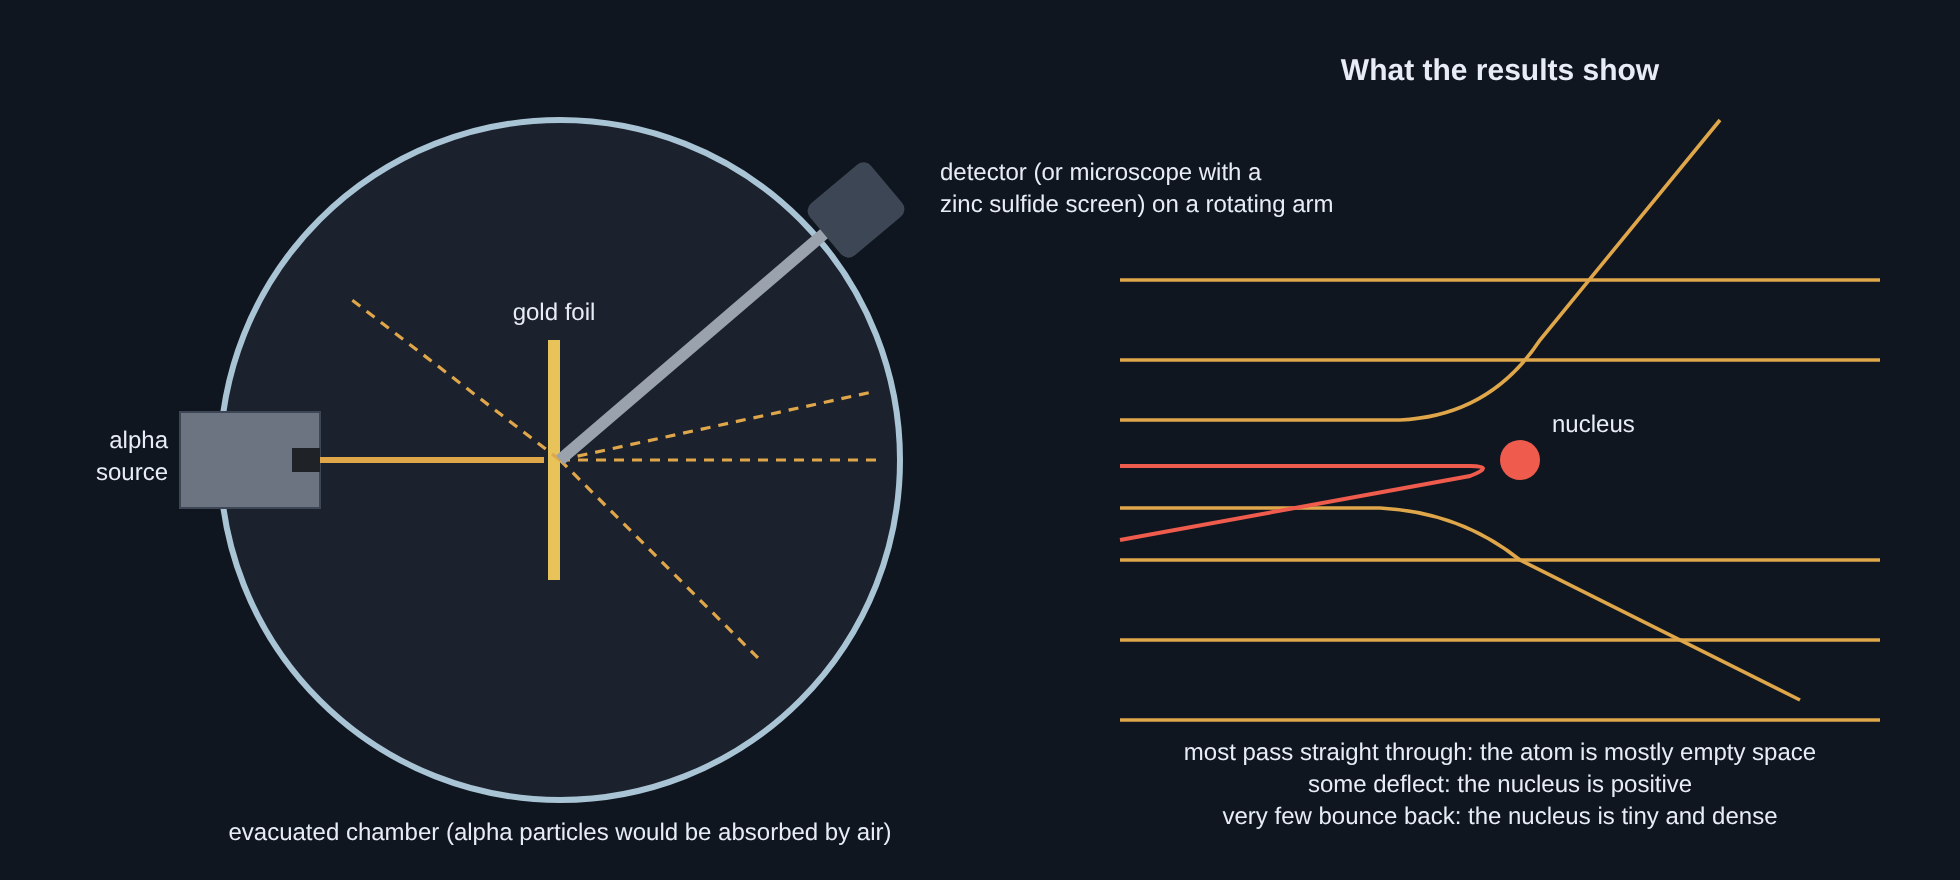 What the results show
detector (or microscope with a
zinc sulfide screen) on a rotating arm
gold foil
alpha
source
nucleus
most pass straight through: the atom is mostly empty space
some deflect: the nucleus is positive
very few bounce back: the nucleus is tiny and dense
evacuated chamber (alpha particles would be absorbed by air)